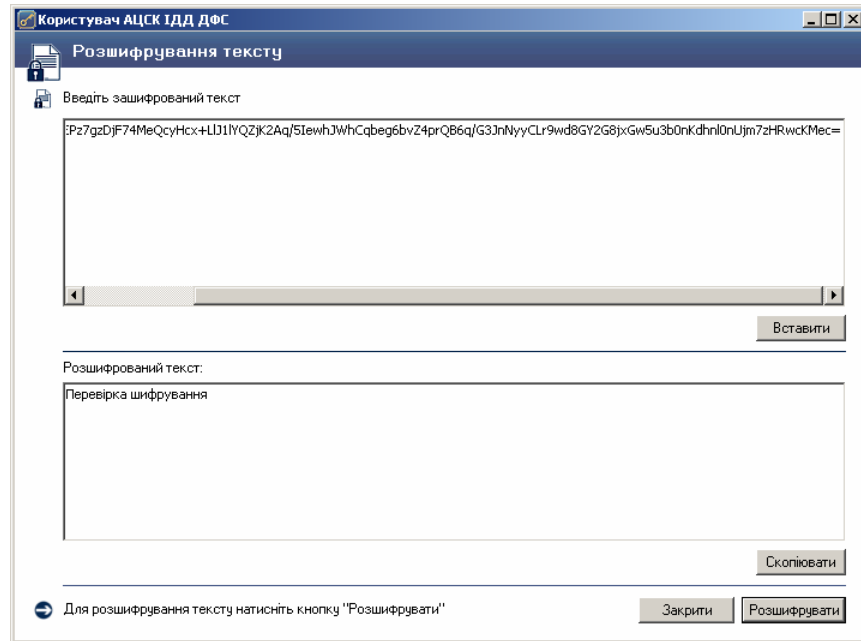 Користувач АЦСК ІДД ДФС
Розшифрування тексту
Введіть зашифрований текст
:Pz7gzDjF74MeQcyHcx+LlJ1lYQZjK2Aq/5IewhJWhCqbeg6bvZ4prQB6q/G3JnNyyCLr9wd8GY2G8jxGw5u3b0nKdhnl0nUjm7zHRwcKMec=
Вставити
Розшифрований текст:
Перевірка шифрування
Скопіювати
Для розшифрування тексту натисніть кнопку "Розшифрувати"
Закрити
Розшифрувати